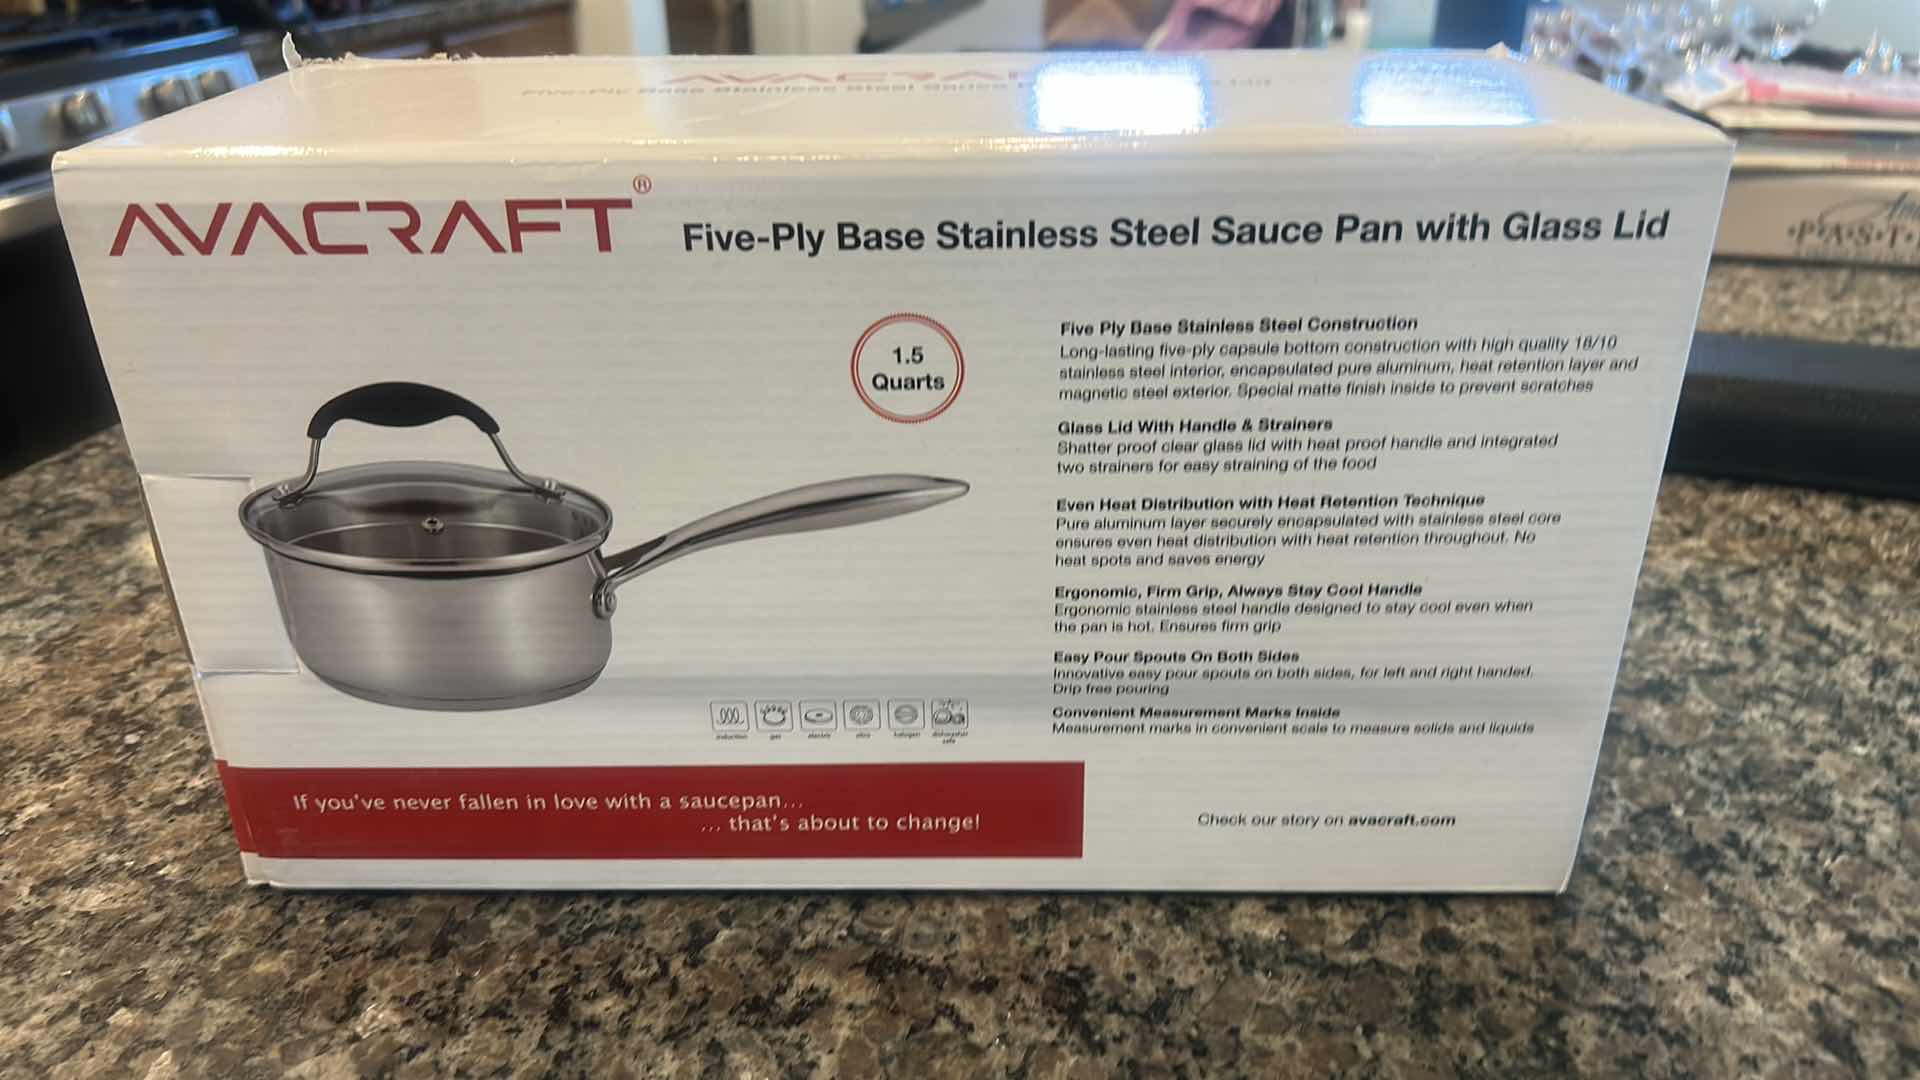 AVACRAFT
AVACRAFT®
Five-Ply Base Stainless Steel Sauce Pan with Glass Lid
1.5
Quarts
Five Ply Base Stainless Steel Construction
Long-lasting five-ply capsule bottom construction with high quality 18/10
stainless steel interior, encapsulated pure aluminum, heat retention layer and
magnetic steel exterior. Special matte finish inside to prevent scratches
Glass Lid With Handle & Strainers
Shatter proof clear glass lid with heat proof handle and integrated
two strainers for easy straining of the food
Even Heat Distribution with Heat Retention Technique
Pure aluminum layer securely encapsulated with stainless steel core
ensures even heat distribution with heat retention throughout. No
heat spots and saves energy
Ergonomic, Firm Grip, Always Stay Cool Handle
Ergonomic stainless steel handle designed to stay cool even when
the pan is hot. Ensures firm grip
Easy Pour Spouts On Both Sides
Innovative easy pour spouts on both sides, for left and right handed.
Drip free pouring
Convenient Measurement Marks Inside
Measurement marks in convenient scale to measure solids and liquids
induction gas electric vitro halogen dishwasher
safe
If you've never fallen in love with a saucepan...
... that's about to change!
Check our story on avacraft.com